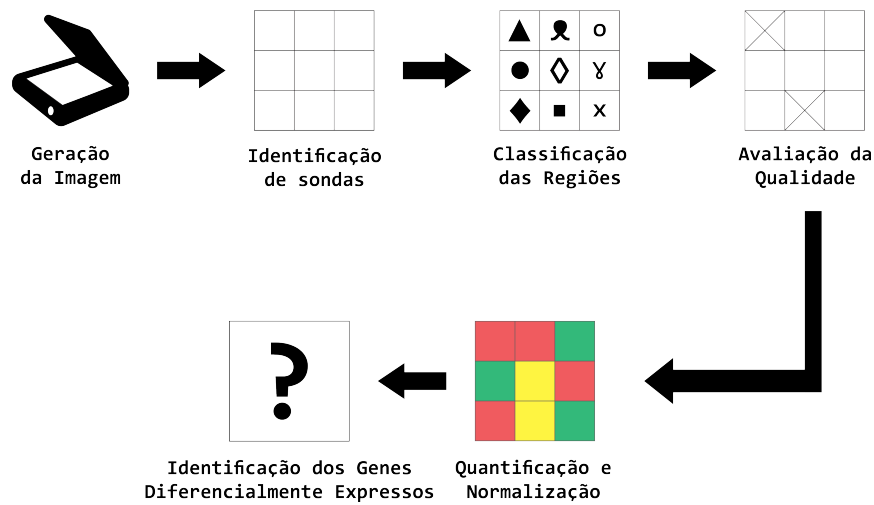 Geração
da Imagem
Identificação
de sondas
Classificação
das Regiões
Avaliação da
Qualidade
Identificação dos Genes
Diferencialmente Expressos
Quantificação e
Normalização